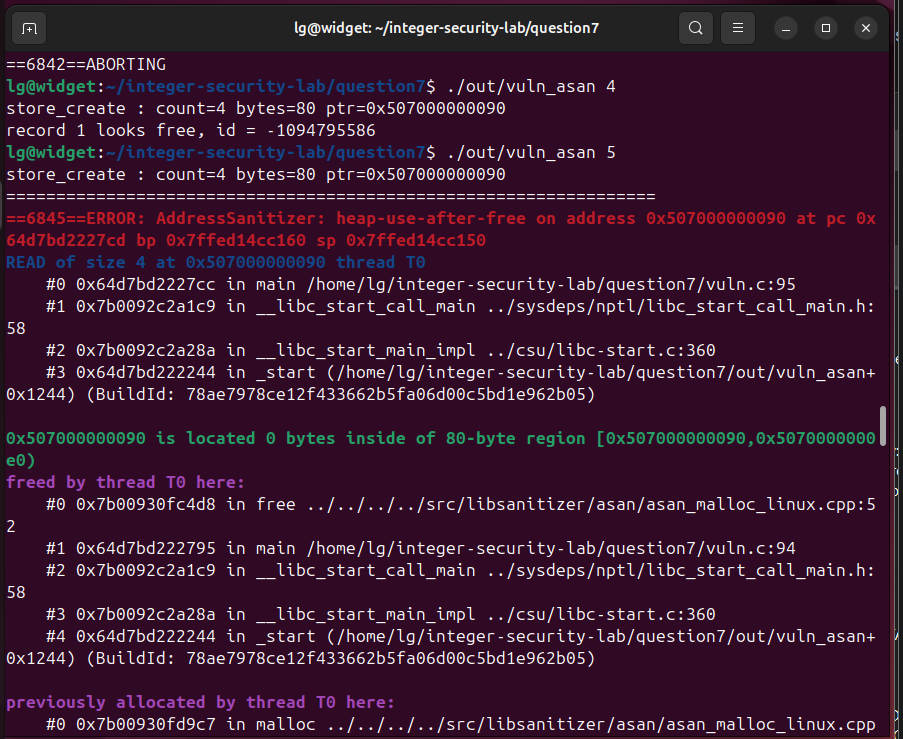 lg@widget: ~/integer-security-lab/question7
==6842==ABORTING
lg@widget:~/integer-security-lab/question7$ ./out/vuln_asan 4
store_create : count=4 bytes=80 ptr=0x507000000090
record 1 looks free, id = -1094795586
lg@widget:~/integer-security-lab/question7$ ./out/vuln_asan 5
store_create : count=4 bytes=80 ptr=0x507000000090
=================================================================
==6845==ERROR: AddressSanitizer: heap-use-after-free on address 0x507000000090 at pc 0x
64d7bd2227cd bp 0x7ffed14cc160 sp 0x7ffed14cc150
READ of size 4 at 0x507000000090 thread T0
    #0 0x64d7bd2227cc in main /home/lg/integer-security-lab/question7/vuln.c:95
    #1 0x7b0092c2a1c9 in __libc_start_call_main ../sysdeps/nptl/libc_start_call_main.h:
58
    #2 0x7b0092c2a28a in __libc_start_main_impl ../csu/libc-start.c:360
    #3 0x64d7bd222244 in _start (/home/lg/integer-security-lab/question7/out/vuln_asan+
0x1244) (BuildId: 78ae7978ce12f433662b5fa06d00c5bd1e962b05)
0x507000000090 is located 0 bytes inside of 80-byte region [0x507000000090,0x5070000000
e0)
freed by thread T0 here:
    #0 0x7b00930fc4d8 in free ../../../../src/libsanitizer/asan/asan_malloc_linux.cpp:5
2
    #1 0x64d7bd222795 in main /home/lg/integer-security-lab/question7/vuln.c:94
    #2 0x7b0092c2a1c9 in __libc_start_call_main ../sysdeps/nptl/libc_start_call_main.h:
58
    #3 0x7b0092c2a28a in __libc_start_main_impl ../csu/libc-start.c:360
    #4 0x64d7bd222244 in _start (/home/lg/integer-security-lab/question7/out/vuln_asan+
0x1244) (BuildId: 78ae7978ce12f433662b5fa06d00c5bd1e962b05)
previously allocated by thread T0 here:
    #0 0x7b00930fd9c7 in malloc ../../../../src/libsanitizer/asan/asan_malloc_linux.cpp